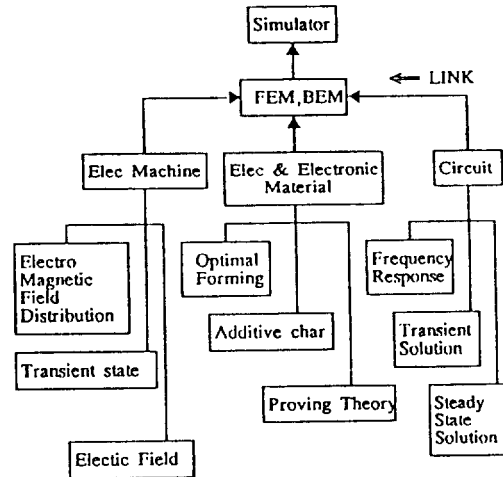 Simulator
⇐ LINK
FEM,BEM
Elec Machine
Elec & Electronic
Material
Circuit
Electro
Magnetic
Field
Distribution
Optimal
Forming
Frequency
Response
Additive char
Transient
Solution
Transient state
Proving Theory
Steady
State
Solution
Electic Field